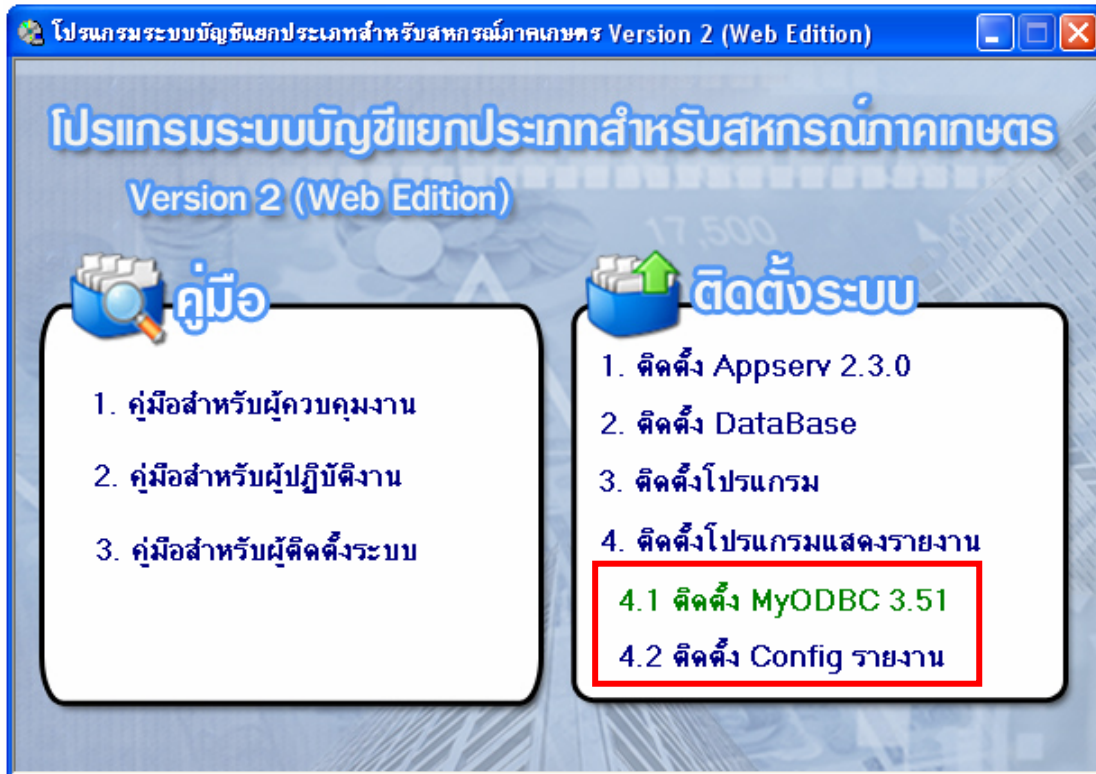 โปรแกรมระบบบัญชีแยกประเภทสำหรับสหกรณ์ภาคเกษตร Version 2 (Web Edition)
โปรแกรมระบบบัญชีแยกประเภทสำหรับสหกรณ์ภาคเกษตร
Version 2 (Web Edition)
17,500
คู่มือ
1. คู่มือสำหรับผู้ควบคุมงาน
2. คู่มือสำหรับผู้ปฏิบัติงาน
3. คู่มือสำหรับผู้ติดตั้งระบบ
ติดตั้งระบบ
1. ติดตั้ง Appserv 2.3.0
2. ติดตั้ง DataBase
3. ติดตั้งโปรแกรม
4. ติดตั้งโปรแกรมแสดงรายงาน
4.1 ติดตั้ง MyODBC 3.51
4.2 ติดตั้ง Config รายงาน